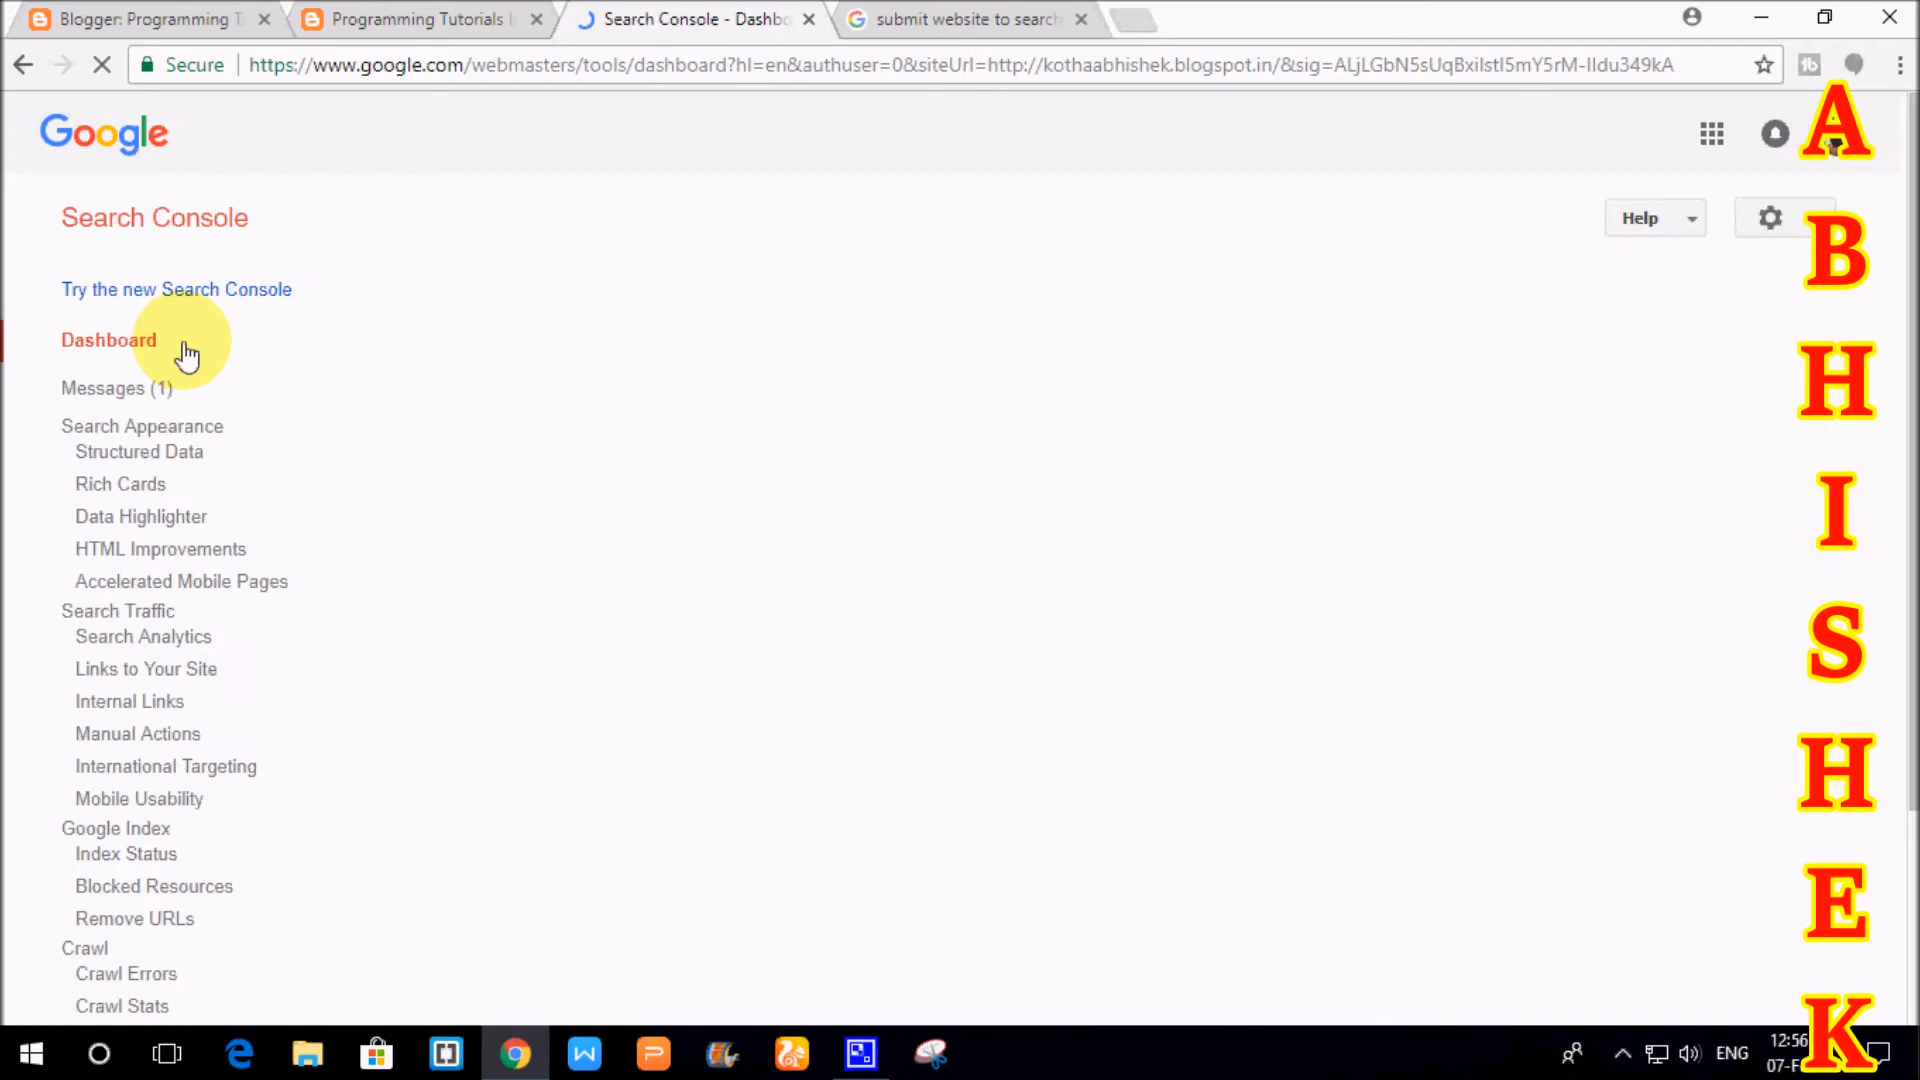 Blogger: Programming T
Programming Tutorials I
Search Console - Dashbo
submit website to search
Secure
https://www.google.com/webmasters/tools/dashboard?hl=en&authuser=0&siteUrl=http://kothaabhishek.blogspot.in/&sig=ALjLGbN5sUqBxiIstI5mY5rM-IIdu349kA
Google
Search Console
Help
Try the new Search Console
Dashboard
Messages (1)
Search Appearance
Structured Data
Rich Cards
Data Highlighter
HTML Improvements
Accelerated Mobile Pages
Search Traffic
Search Analytics
Links to Your Site
Internal Links
Manual Actions
International Targeting
Mobile Usability
Google Index
Index Status
Blocked Resources
Remove URLs
Crawl
Crawl Errors
Crawl Stats
A
B
H
I
S
H
E
K
ENG
12:56
07-F